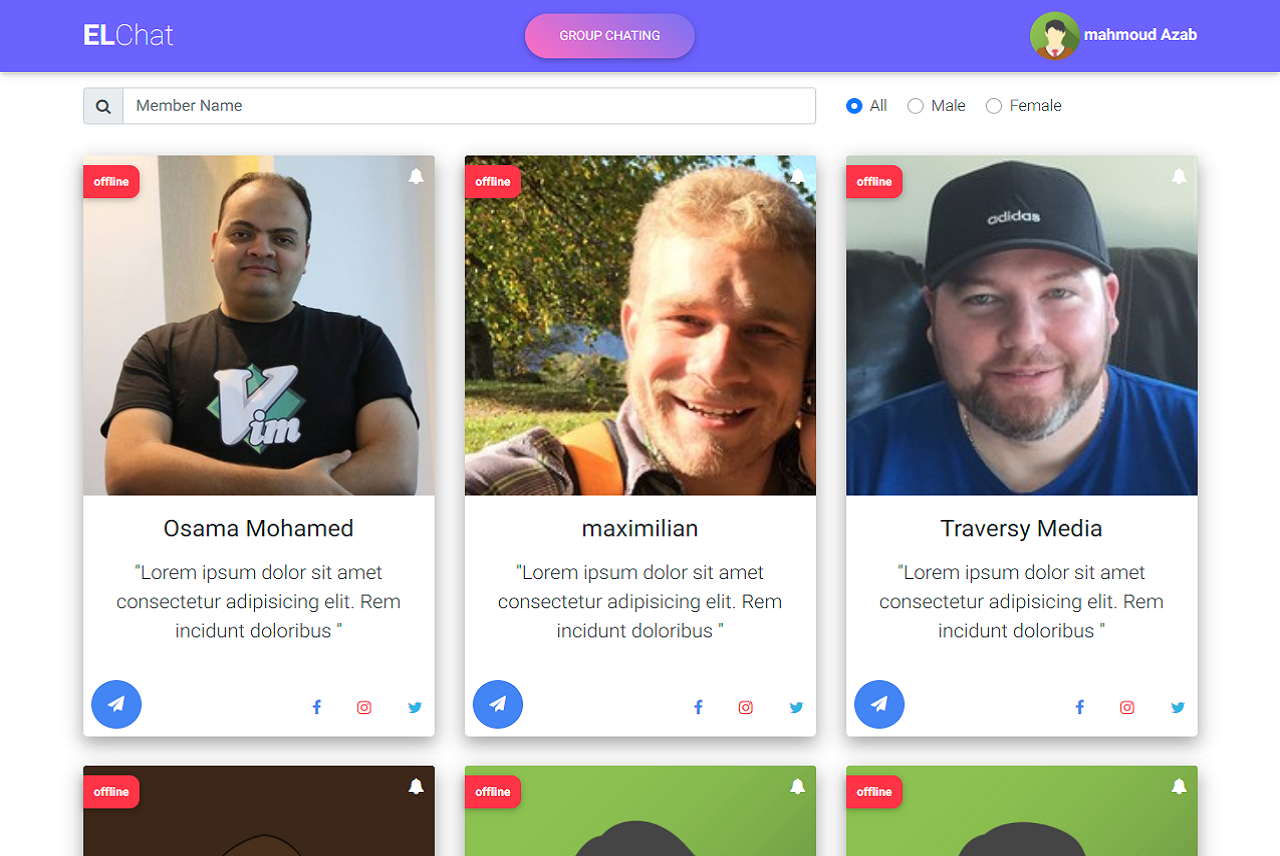 ELChat
GROUP CHATING
mahmoud Azab
Member Name
All
Male
Female
offline
offline
offline
adidas
Vim
Osama Mohamed
maximilian
Traversy Media
"Lorem ipsum dolor sit amet
consectetur adipisicing elit. Rem
incidunt doloribus "
"Lorem ipsum dolor sit amet
consectetur adipisicing elit. Rem
incidunt doloribus "
"Lorem ipsum dolor sit amet
consectetur adipisicing elit. Rem
incidunt doloribus "
offline
offline
offline